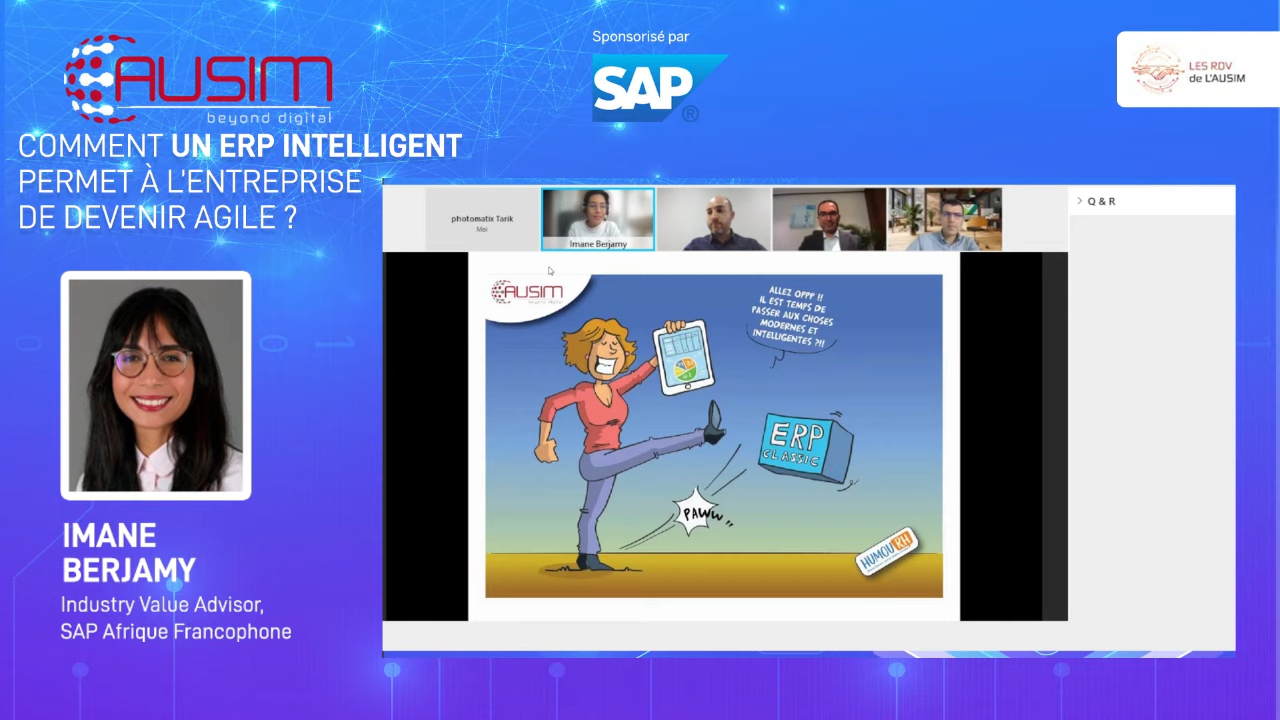 AUSIM
beyond digital
Sponsorisé par
SAP
®
LES RDV
de L'AUSIM
COMMENT UN ERP INTELLIGENT
PERMET À L'ENTREPRISE
DE DEVENIR AGILE ?
photomatix Tarik
Moi
Imane Berjamy
Q & R
AUSIM
ALLEZ OPPP !!
IL EST TEMPS DE
PASSER AUX CHOSES
MODERNES ET
INTELLIGENTES ?!!
ERP
CLASSIC
PAWW
HUMOURH
IMANE
BERJAMY
Industry Value Advisor,
SAP Afrique Francophone